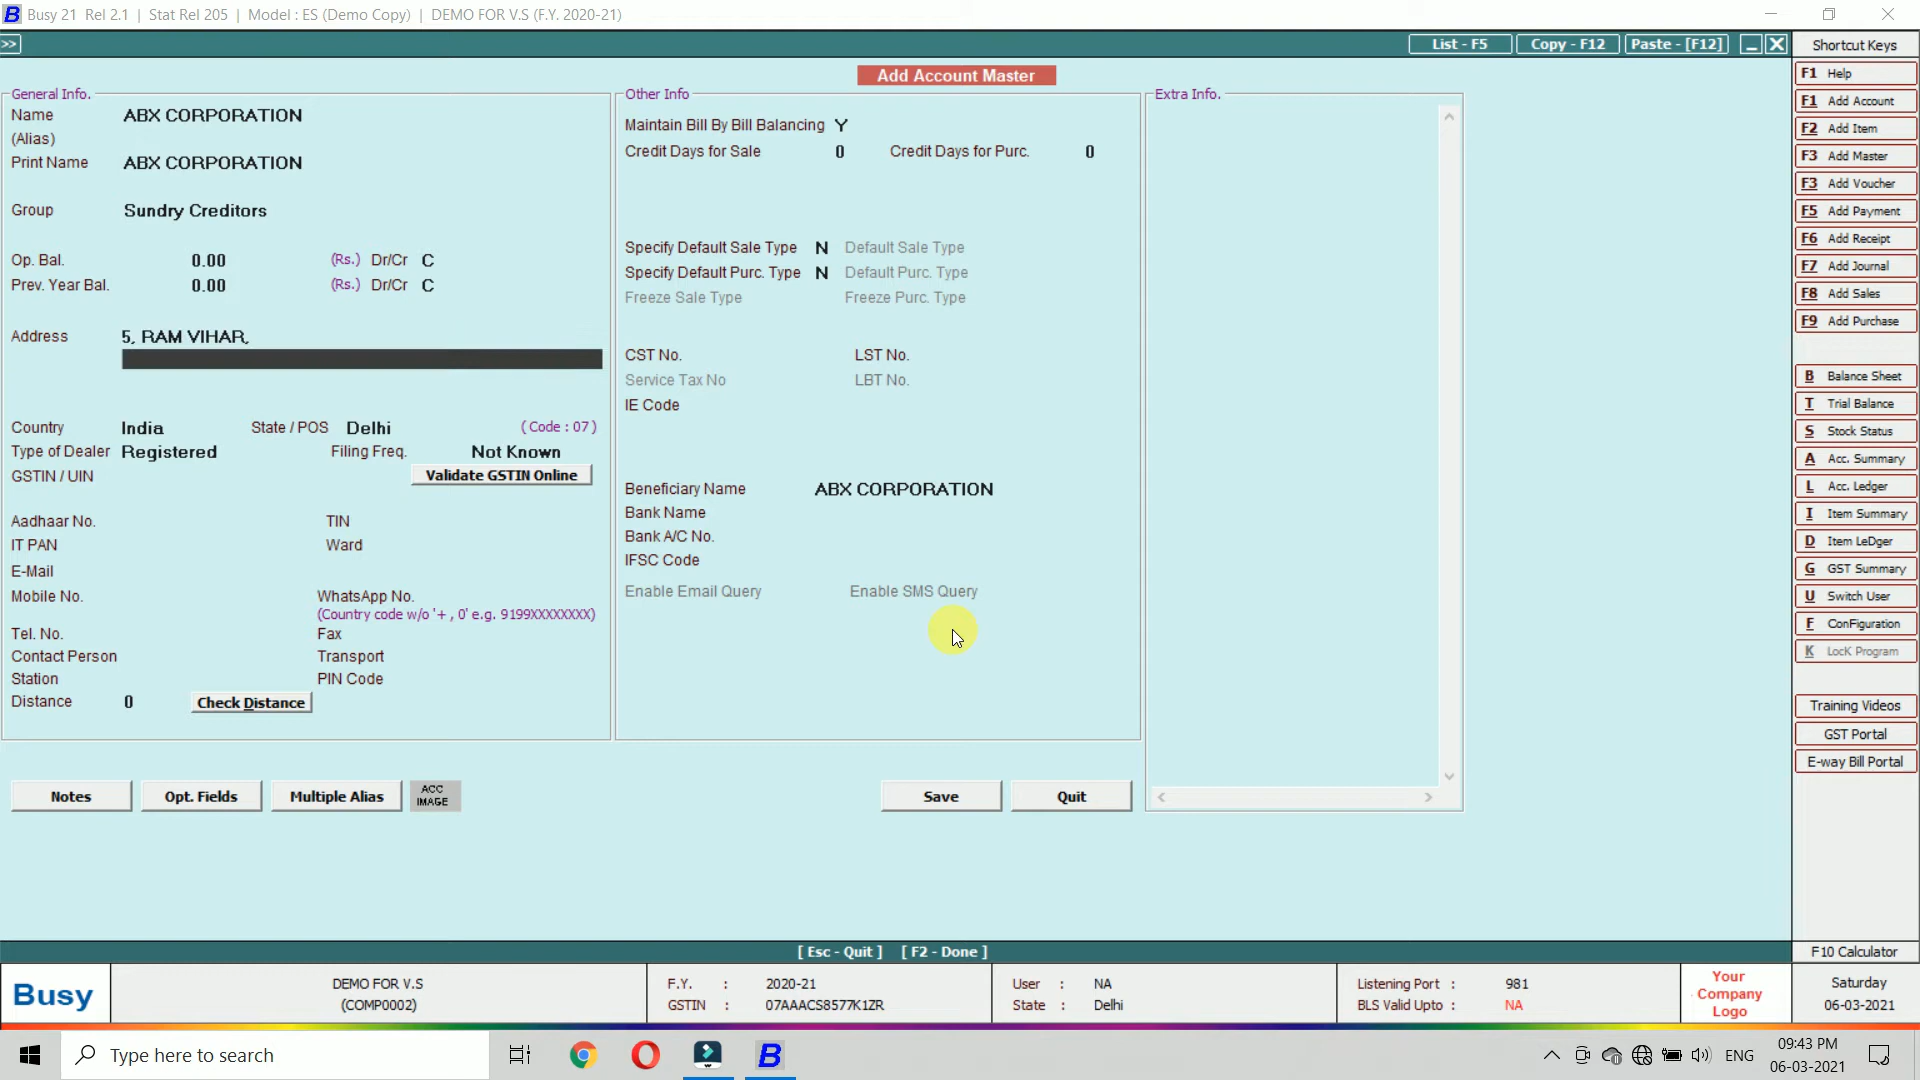 Busy 21 Rel 2.1 | Stat Rel 205 | Model : ES (Demo Copy) | DEMO FOR V.S (F.Y. 2020-21)
>> List - F5 Copy - F12 Paste - [F12]
Add Account Master
General Info.
Name ABX CORPORATION
(Alias)
Print Name ABX CORPORATION
Group Sundry Creditors
Op. Bal. 0.00 (Rs.) Dr/Cr C
Prev. Year Bal. 0.00 (Rs.) Dr/Cr C
Address 5, RAM VIHAR,
Country India State / POS Delhi ( Code : 07 )
Type of Dealer Registered Filing Freq. Not Known
GSTIN / UIN Validate GSTIN Online
Aadhaar No. TIN
IT PAN Ward
E-Mail
Mobile No. WhatsApp No.
(Country code w/o '+ , 0' e.g. 9199XXXXXXXX)
Tel. No. Fax
Contact Person Transport
Station PIN Code
Distance 0 Check Distance
Other Info
Maintain Bill By Bill Balancing Y
Credit Days for Sale 0 Credit Days for Purc. 0
Specify Default Sale Type N Default Sale Type
Specify Default Purc. Type N Default Purc. Type
Freeze Sale Type Freeze Purc. Type
CST No. LST No.
Service Tax No LBT No.
IE Code
Beneficiary Name ABX CORPORATION
Bank Name
Bank A/C No.
IFSC Code
Enable Email Query Enable SMS Query
Extra Info.
Notes Opt. Fields Multiple Alias ACC IMAGE Save Quit
Shortcut Keys
F1 Help
F1 Add Account
F2 Add Item
F3 Add Master
F3 Add Voucher
F5 Add Payment
F6 Add Receipt
F7 Add Journal
F8 Add Sales
F9 Add Purchase
B Balance Sheet
T Trial Balance
S Stock Status
A Acc. Summary
L Acc. Ledger
I Item Summary
D Item LeDger
G GST Summary
U Switch User
F ConFiguration
K LocK Program
Training Videos
GST Portal
E-way Bill Portal
[ Esc - Quit ] [ F2 - Done ] F10 Calculator
Busy
DEMO FOR V.S
(COMP0002)
F.Y. : 2020-21
GSTIN : 07AAACS8577K1ZR
User : NA
State : Delhi
Listening Port : 981
BLS Valid Upto : NA
Your
Company
Logo
Saturday
06-03-2021
Type here to search
ENG
09:43 PM
06-03-2021